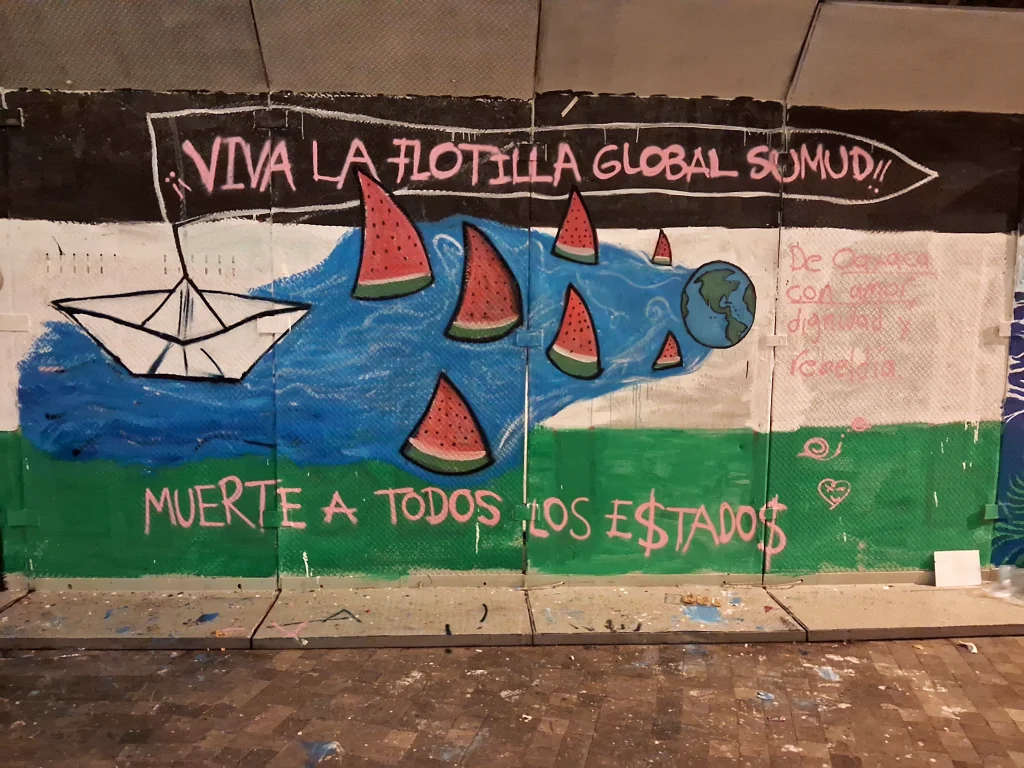 ¡¡VIVA LA FLOTILLA GLOBAL SUMUD!!
De Oaxaca
con amor,
dignidad y
rebeldía
MUERTE A TODOS LOS E$TADO$